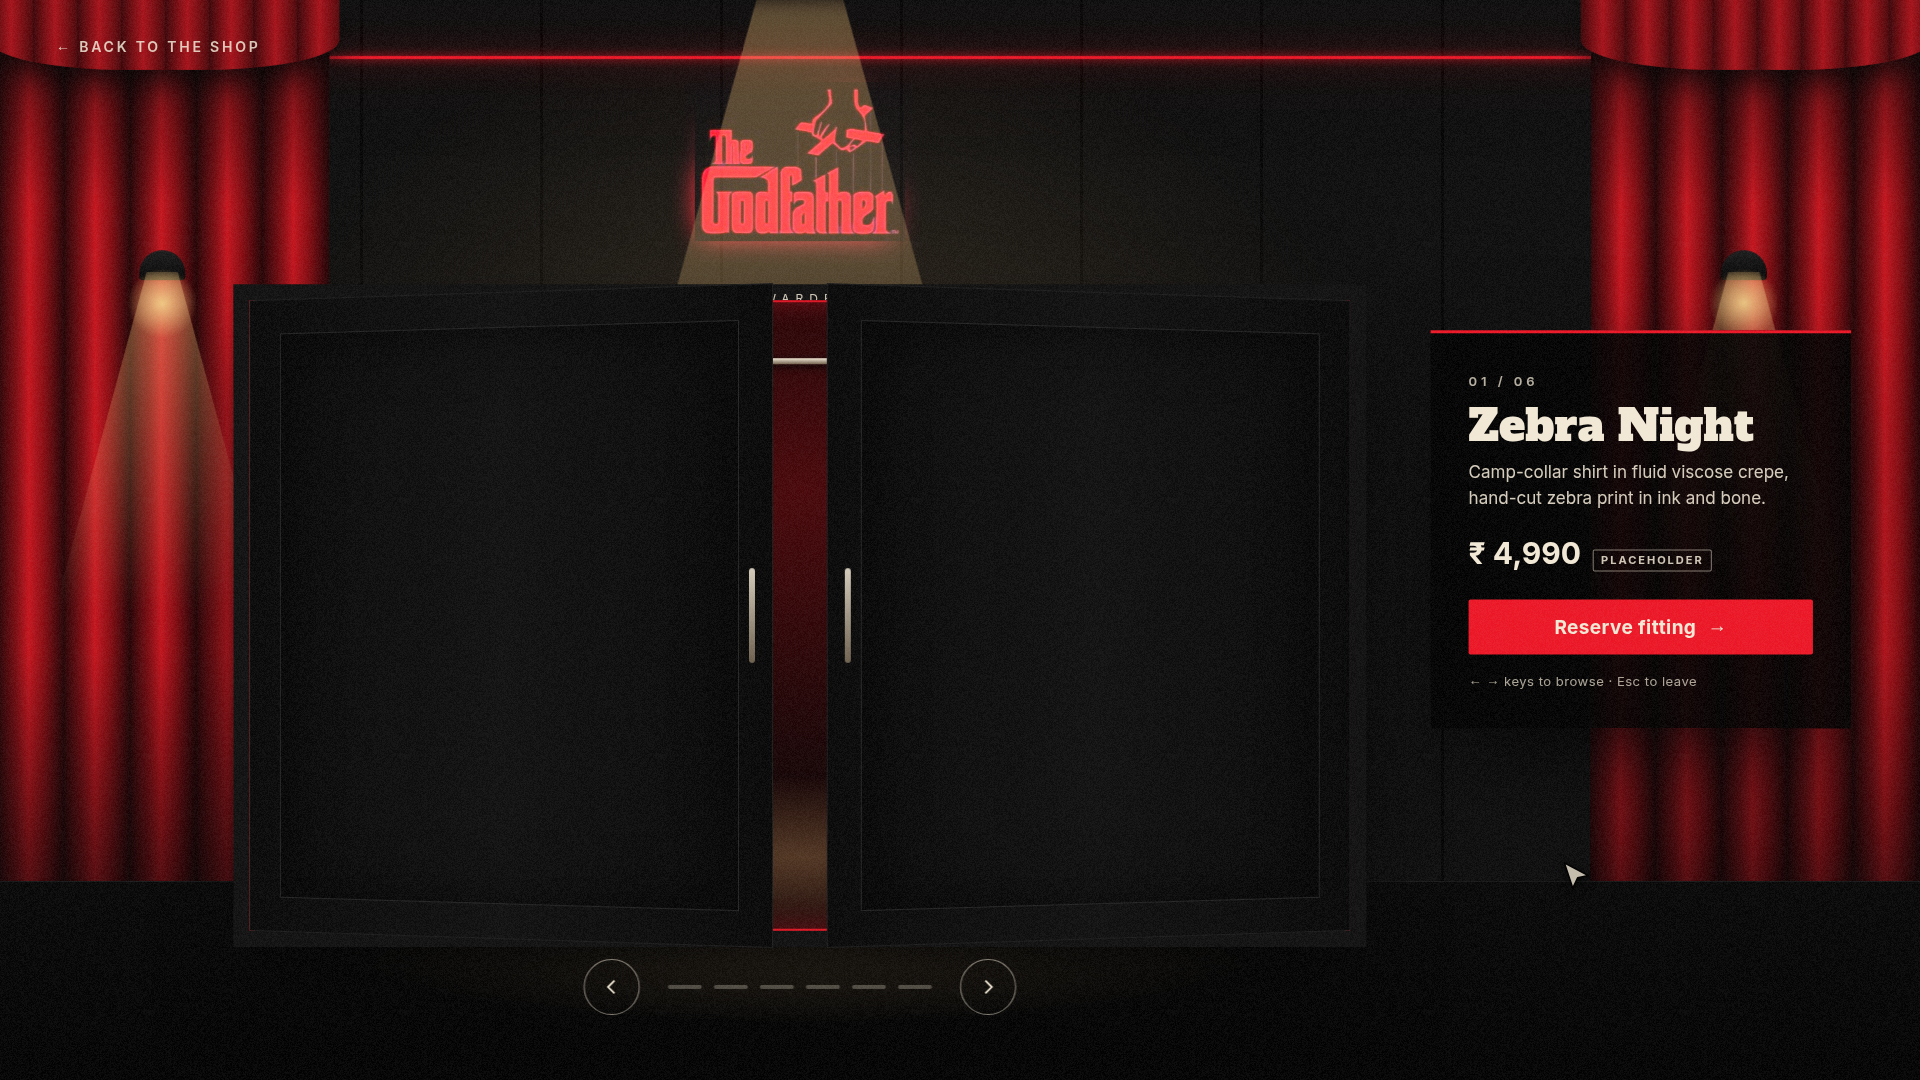 ← BACK TO THE SHOP
The
Godfather
01 / 06
Zebra Night
Camp-collar shirt in fluid viscose crepe,
hand-cut zebra print in ink and bone.
₹ 4,990 PLACEHOLDER
Reserve fitting →
← → keys to browse · Esc to leave